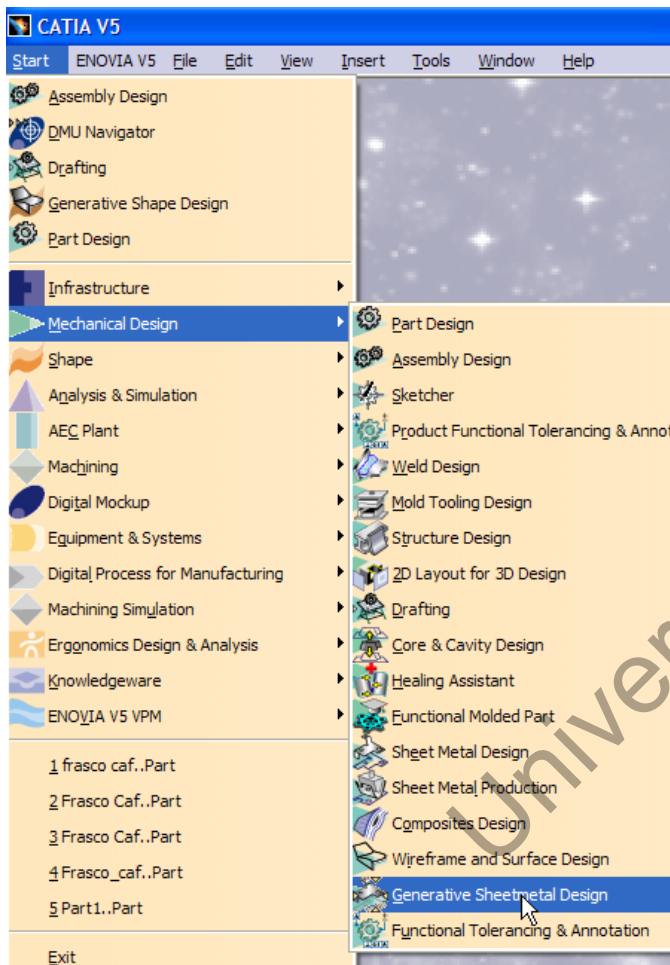 CATIA V5
Start ENOVIA V5 File Edit View Insert Tools Window Help
Assembly Design
DMU Navigator
Drafting
Generative Shape Design
Part Design
Infrastructure
Mechanical Design
Shape
Analysis & Simulation
AEC Plant
Machining
Digital Mockup
Equipment & Systems
Digital Process for Manufacturing
Machining Simulation
Ergonomics Design & Analysis
Knowledgeware
ENOVIA V5 VPM
1 frasco caf..Part
2 Frasco Caf..Part
3 Frasco Caf..Part
4 Frasco_caf..Part
5 Part1..Part
Exit
Part Design
Assembly Design
Sketcher
Product Functional Tolerancing & Annot
Weld Design
Mold Tooling Design
Structure Design
2D Layout for 3D Design
Drafting
Core & Cavity Design
Healing Assistant
Functional Molded Part
Sheet Metal Design
Sheet Metal Production
Composites Design
Wireframe and Surface Design
Generative Sheetmetal Design
Functional Tolerancing & Annotation
Univer